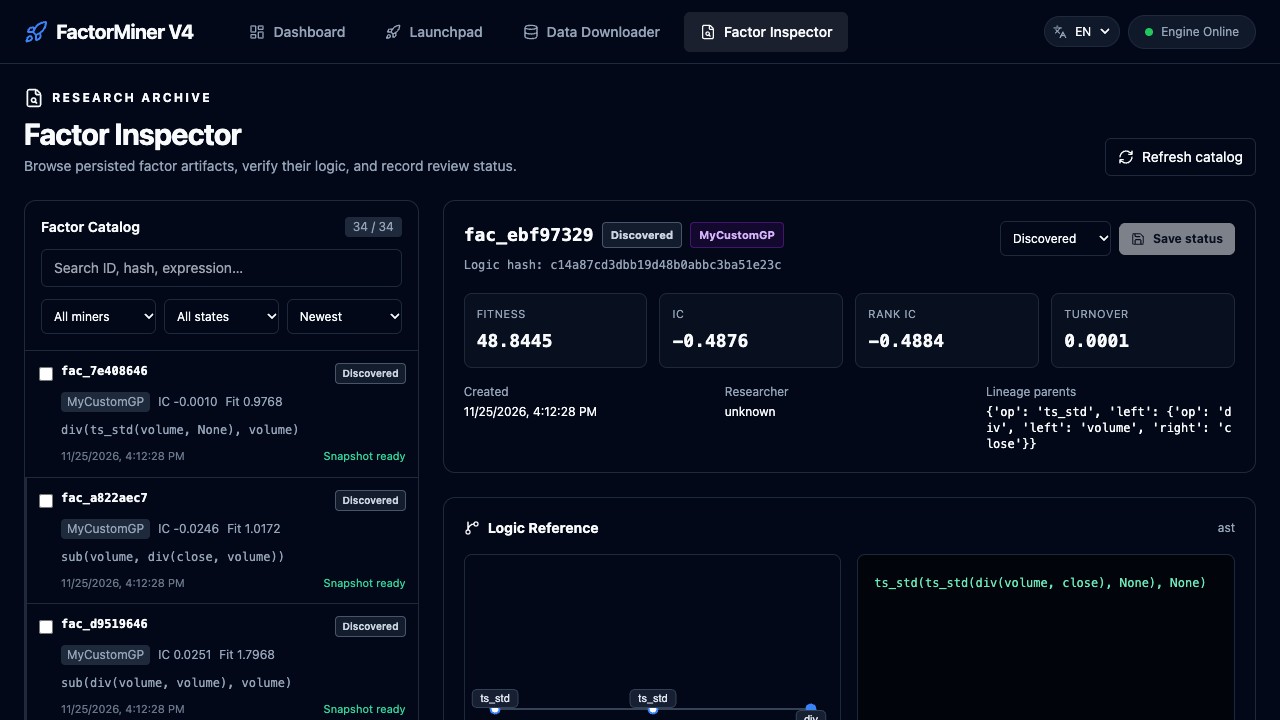 FactorMiner V4
Dashboard
Launchpad
Data Downloader
Factor Inspector
EN
Engine Online
RESEARCH ARCHIVE
Factor Inspector
Browse persisted factor artifacts, verify their logic, and record review status.
Refresh catalog
Factor Catalog
34 / 34
Search ID, hash, expression...
All miners
All states
Newest
fac_7e408646
Discovered
MyCustomGP IC -0.0010 Fit 0.9768
div(ts_std(volume, None), volume)
11/25/2026, 4:12:28 PM
Snapshot ready
fac_a822aec7
Discovered
MyCustomGP IC -0.0246 Fit 1.0172
sub(volume, div(close, volume))
11/25/2026, 4:12:28 PM
Snapshot ready
fac_d9519646
Discovered
MyCustomGP IC 0.0251 Fit 1.7968
sub(div(volume, volume), volume)
11/25/2026, 4:12:28 PM
Snapshot ready
fac_ebf97329
Discovered
MyCustomGP
Discovered
Save status
Logic hash: c14a87cd3dbb19d48b0abbc3ba51e23c
FITNESS
48.8445
IC
-0.4876
RANK IC
-0.4884
TURNOVER
0.0001
Created
11/25/2026, 4:12:28 PM
Researcher
unknown
Lineage parents
{'op': 'ts_std', 'left': {'op': 'd
iv', 'left': 'volume', 'right': 'c
lose'}}
Logic Reference
ast
ts_std
ts_std
div
ts_std(ts_std(div(volume, close), None), None)